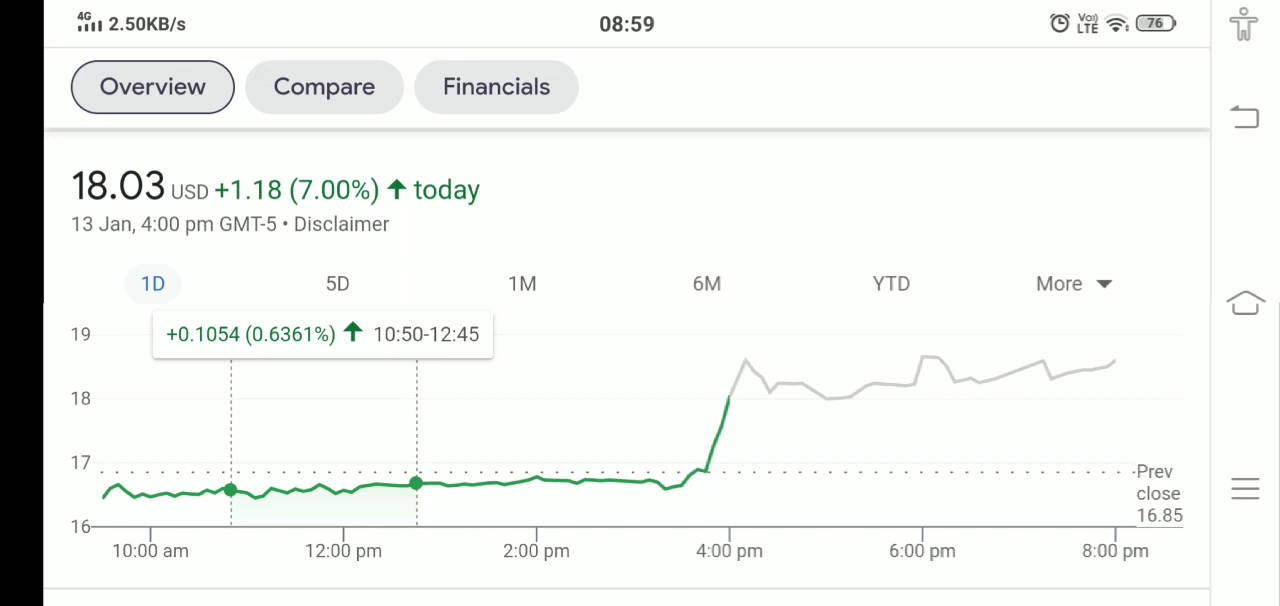 4G 2.50KB/s 08:59 Vo)) LTE 76
Overview Compare Financials
18.03 USD +1.18 (7.00%) ↑ today
13 Jan, 4:00 pm GMT-5 • Disclaimer
1D 5D 1M 6M YTD More
+0.1054 (0.6361%) ↑ 10:50-12:45
19
18
17
16
Prev
close
16.85
10:00 am 12:00 pm 2:00 pm 4:00 pm 6:00 pm 8:00 pm